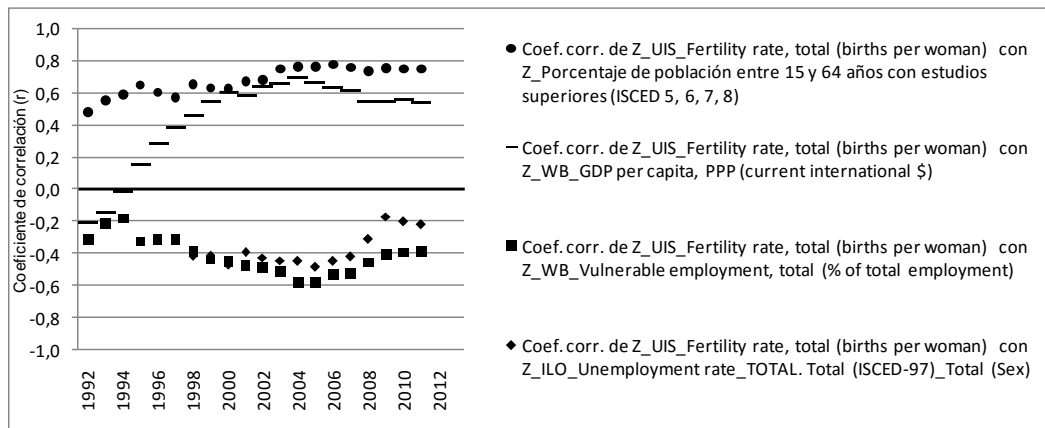 Coeficiente de correlación (r)
1,0
0,8
0,6
0,4
0,2
0,0
-0,2
-0,4
-0,6
-0,8
-1,0
1992
1994
1996
1998
2000
2002
2004
2006
2008
2010
2012
Coef. corr. de Z_UIS_Fertility rate, total (births per woman) con
Z_Porcentaje de población entre 15 y 64 años con estudios
superiores (ISCED 5, 6, 7, 8)
Coef. corr. de Z_UIS_Fertility rate, total (births per woman) con
Z_WB_GDP per capita, PPP (current international $)
Coef. corr. de Z_UIS_Fertility rate, total (births per woman) con
Z_WB_Vulnerable employment, total (% of total employment)
Coef. corr. de Z_UIS_Fertility rate, total (births per woman) con
Z_ILO_Unemployment rate_TOTAL. Total (ISCED-97)_Total (Sex)